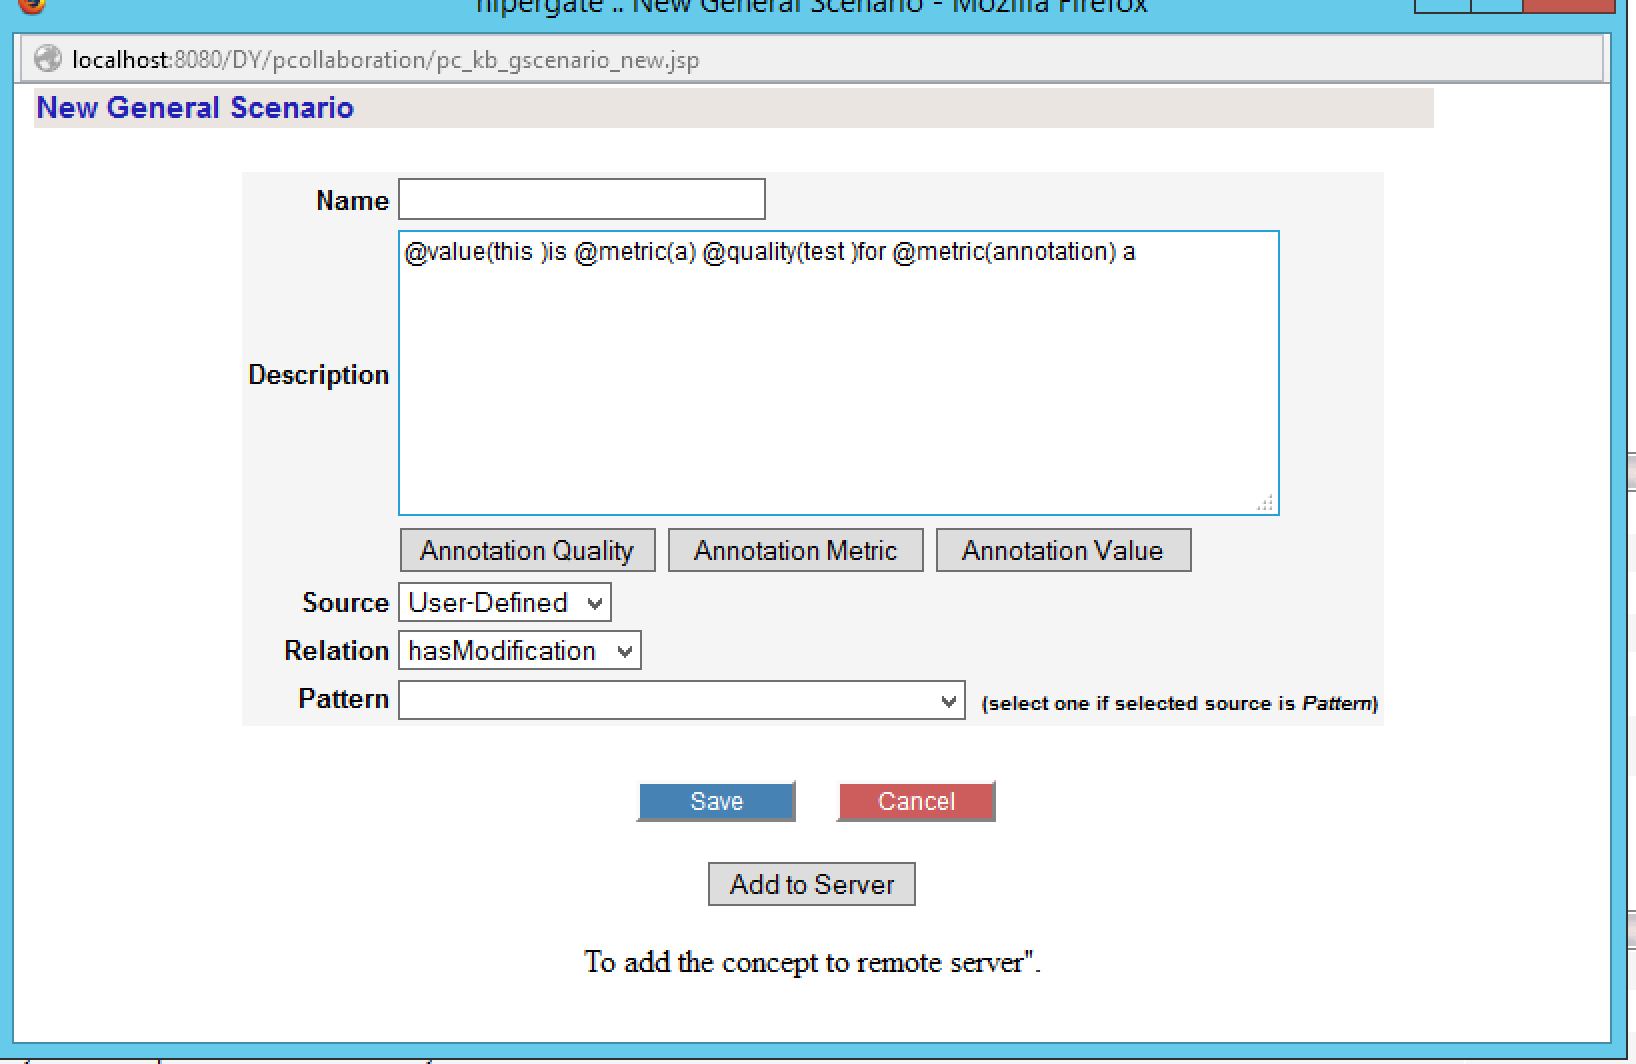 hipergate :: New General Scenario - Mozilla Firefox
localhost:8080/DY/pcollaboration/pc_kb_gscenario_new.jsp
New General Scenario
Name
@value(this )is @metric(a) @quality(test )for @metric(annotation) a
Description
Annotation Quality Annotation Metric Annotation Value
Source User-Defined
Relation hasModification
Pattern (select one if selected source is Pattern)
Save Cancel
Add to Server
To add the concept to remote server".